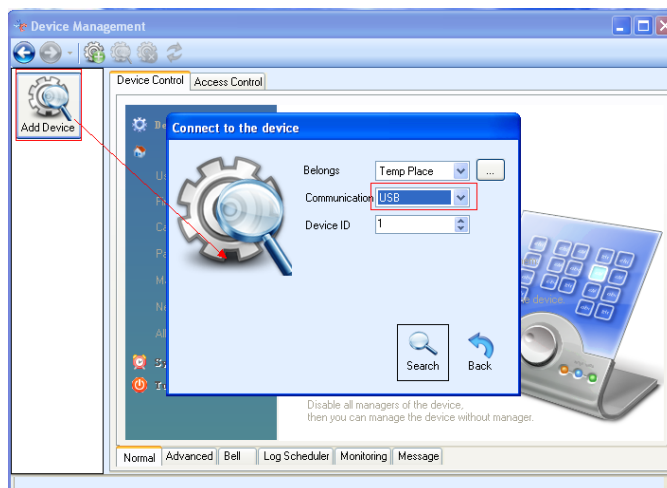 Device Management
Device Control
Access Control
Add Device
Connect to the device
Belongs
Temp Place
...
Communication
USB
Device ID
1
Search
Back
e device.
Disable all managers of the device,
then you can manage the device without manager.
Normal
Advanced
Bell
Log Scheduler
Monitoring
Message